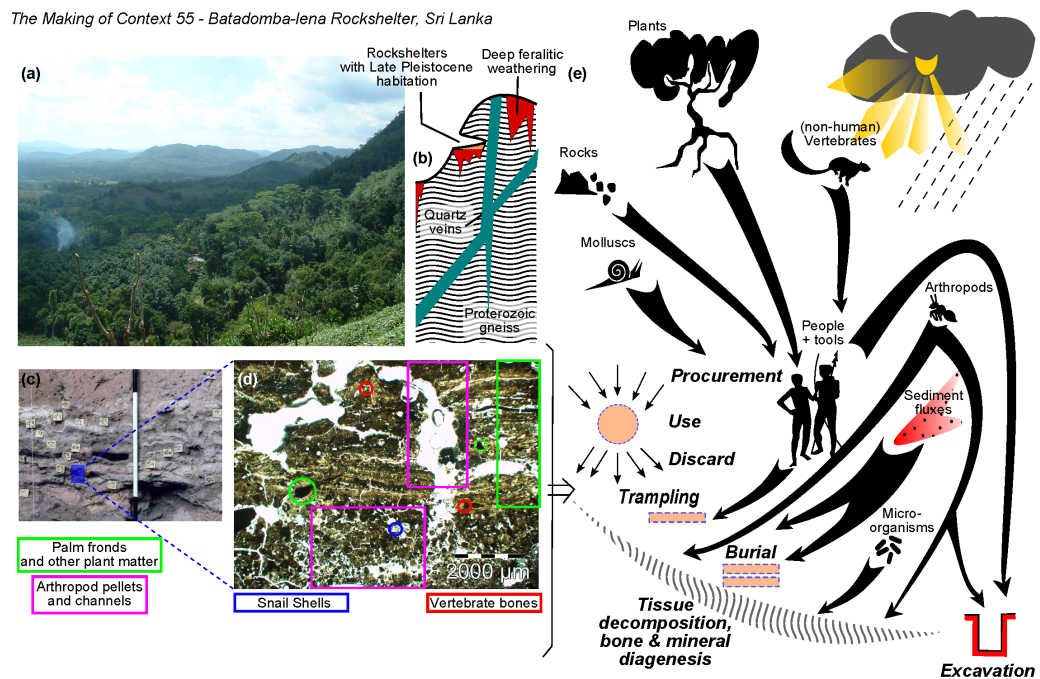 The Making of Context 55 - Batadomba-lena Rockshelter, Sri Lanka
(a)
Rockshelters
with Late Pleistocene
habitation
Deep feralitic
weathering
(b)
Quartz
veins
Proterozoic
gneiss
(c)
(d)
2000 µm
Palm fronds
and other plant matter
Arthropod pellets
and channels
Snail Shells
Vertebrate bones
(e)
Plants
(non-human)
Vertebrates
Rocks
Molluscs
Arthropods
People
+ tools
Procurement
Use
Discard
Sediment
fluxes
Trampling
Micro-
organisms
Burial
Tissue
decomposition,
bone & mineral
diagenesis
Excavation